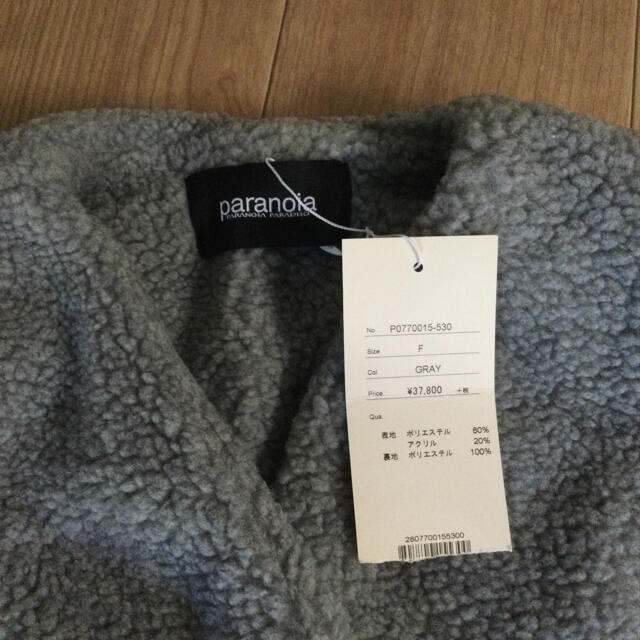 paranoia
PARANOIA PARADISO
No. P0770015-530
Size F
Col. GRAY
Price ¥37,800 +税
Qua.
表地 ポリエステル 80%
アクリル 20%
裏地 ポリエステル 100%
2807700155300